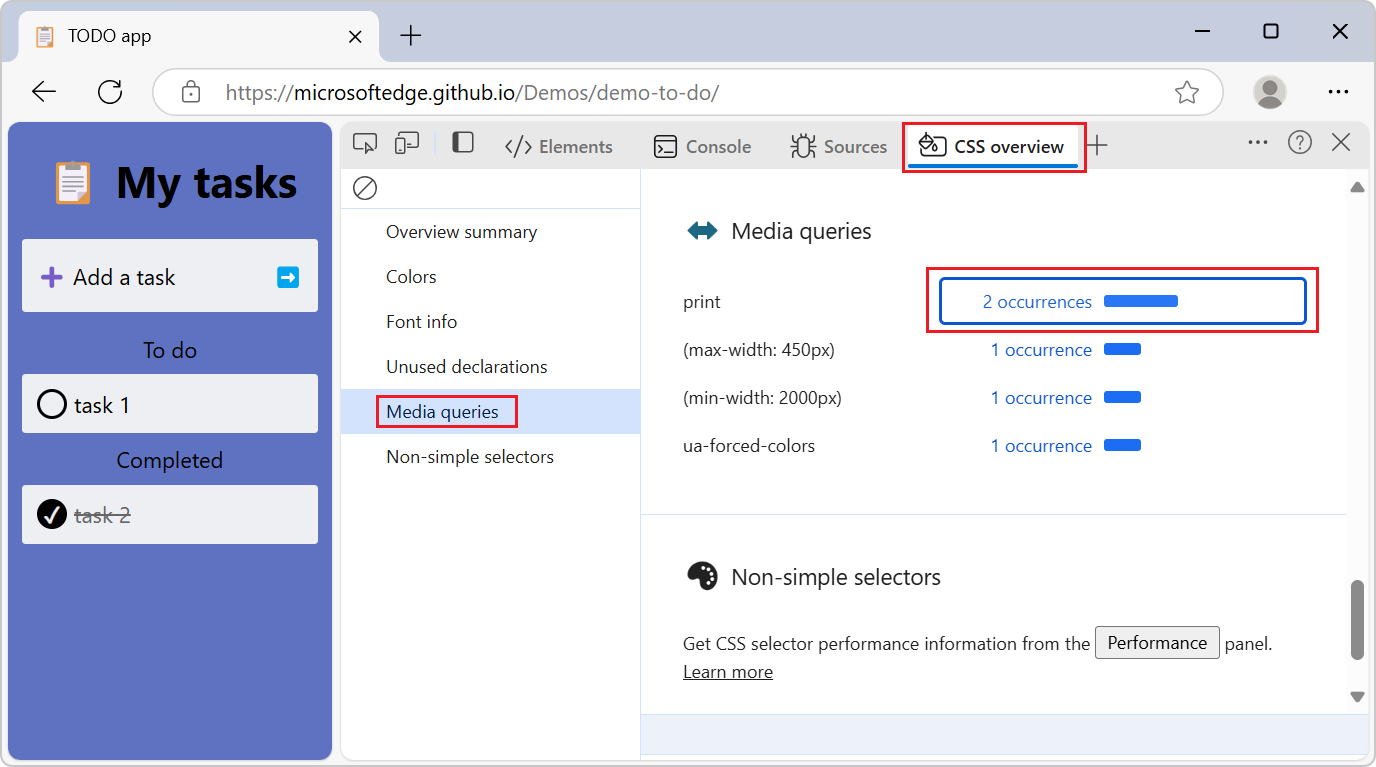 TODO app
https://microsoftedge.github.io/Demos/demo-to-do/
My tasks
Add a task
To do
task 1
Completed
task 2
Elements Console Sources CSS overview
Overview summary
Colors
Font info
Unused declarations
Media queries
Non-simple selectors
Media queries
print 2 occurrences
(max-width: 450px) 1 occurrence
(min-width: 2000px) 1 occurrence
ua-forced-colors 1 occurrence
Non-simple selectors
Get CSS selector performance information from the Performance panel.
Learn more